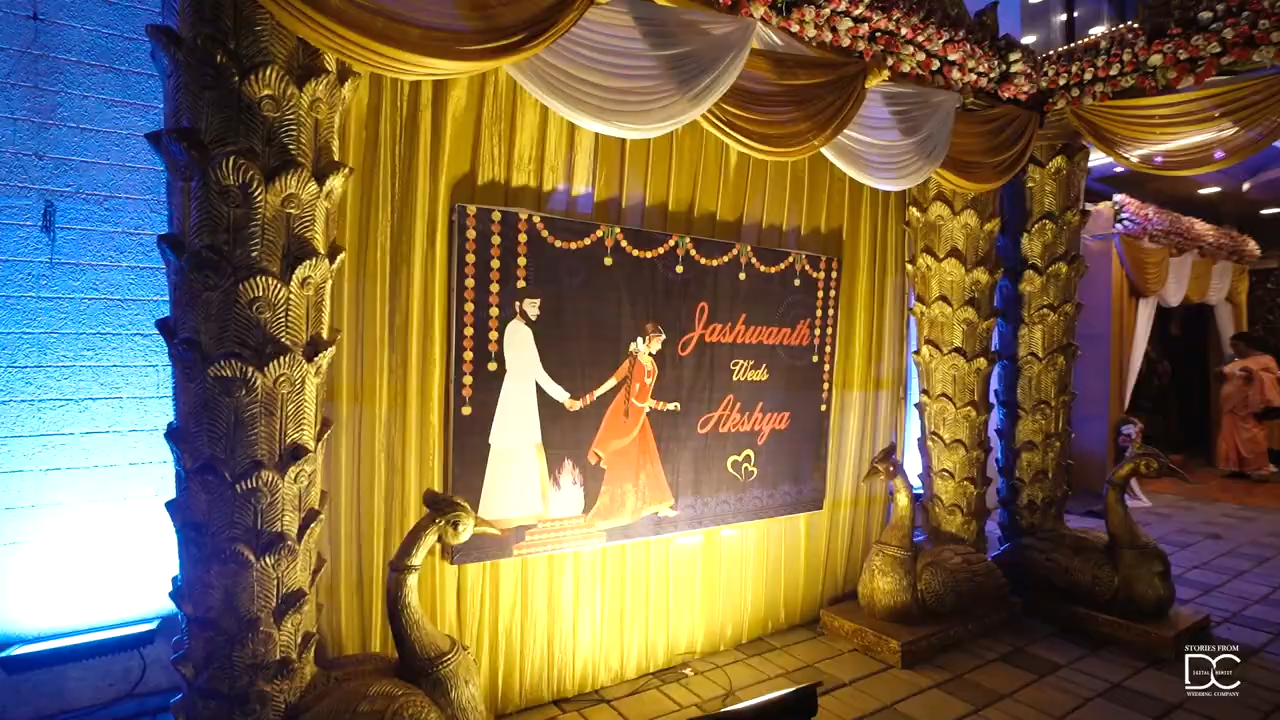 Jashwanth
Weds
Akshya
STORIES FROM
DC
WEDDING COMPANY